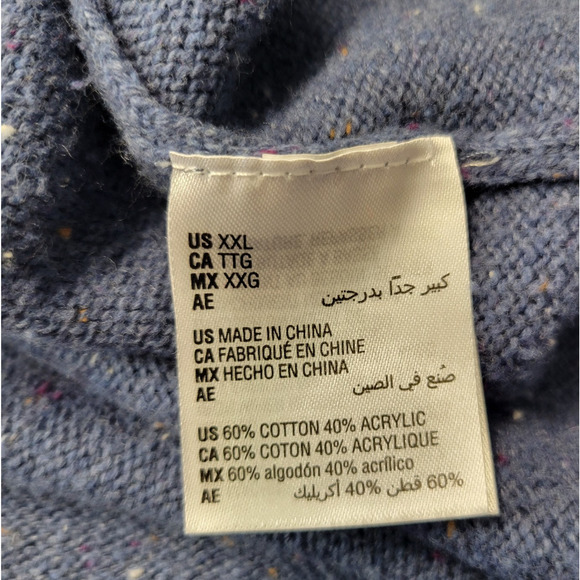 US XXL
CA TTG
MX XXG
AE كبير جدًا بدرجتين
US MADE IN CHINA
CA FABRIQUÉ EN CHINE
MX HECHO EN CHINA
AE صُنع في الصين
US 60% COTTON 40% ACRYLIC
CA 60% COTON 40% ACRYLIQUE
MX 60% algodón 40% acrílico
AE 60% قطن 40% أكريليك